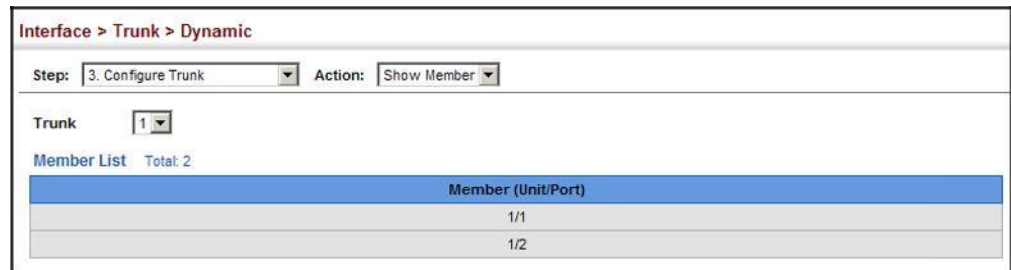 Interface > Trunk > Dynamic
Step: 3. Configure Trunk Action: Show Member
Trunk 1
Member List Total: 2
Member (Unit/Port)
1/1
1/2